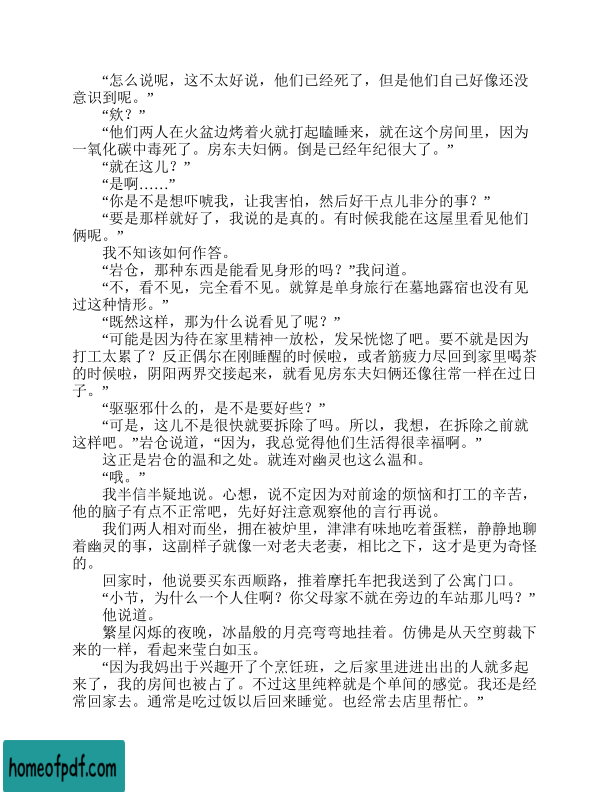 “怎么说呢，这不太好说，他们已经死了，但是他们自己好像还没
意识到呢。”
“欸？”
“他们两人在火盆边烤着火就打起瞌睡来，就在这个房间里，因为
一氧化碳中毒死了。房东夫妇俩。倒是已经年纪很大了。”
“就在这儿？”
“是啊……”
“你是不是想吓唬我，让我害怕，然后好干点儿非分的事？”
“要是那样就好了，我说的是真的。有时候我能在这屋里看见他们
俩呢。”
我不知该如何作答。
“岩仓，那种东西是能看见身形的吗？”我问道。
“不，看不见，完全看不见。就算是单身旅行在墓地露宿也没有见
过这种情形。”
“既然这样，那为什么说看见了呢？”
“可能是因为待在家里精神一放松，发呆恍惚了吧。要不就是因为
打工太累了？反正偶尔在刚睡醒的时候啦，或者筋疲力尽回到家里喝茶
的时候啦，阴阳两界交接起来，就看见房东夫妇俩还像往常一样在过日
子。”
“驱驱邪什么的，是不是要好些？”
“可是，这儿不是很快就要拆除了吗。所以，我想，在拆除之前就
这样吧。”岩仓说道，“因为，我总觉得他们生活得很幸福啊。”
这正是岩仓的温和之处。就连对幽灵也这么温和。
“哦。”
我半信半疑地说。心想，说不定因为对前途的烦恼和打工的辛苦，
他的脑子有点不正常吧，先好好注意观察他的言行再说。
我们两人相对而坐，拥在被炉里，津津有味地吃着蛋糕，静静地聊
着幽灵的事，这副样子就像一对老夫老妻，相比之下，这才是更为奇怪
的。
回家时，他说要买东西顺路，推着摩托车把我送到了公寓门口。
“小节，为什么一个人住啊？你父母家不就在旁边的车站那儿吗？”
他说道。
繁星闪烁的夜晚，冰晶般的月亮弯弯地挂着。仿佛是从天空剪裁下
来的一样，看起来莹白如玉。
“因为我妈出于兴趣开了个烹饪班，之后家里进进出出的人就多起
来了，我的房间也被占了。不过这里纯粹就是个单间的感觉。我还是经
常回家去。通常是吃过饭以后回来睡觉。也经常去店里帮忙。”
homeofpdf.com